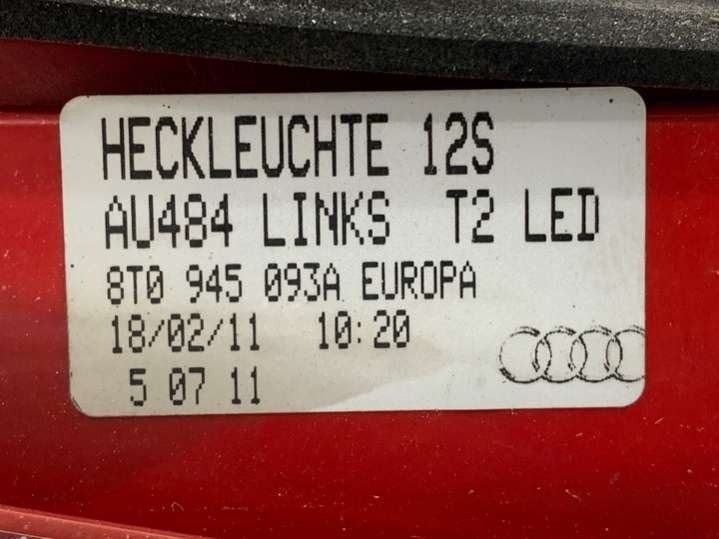 HECKLEUCHTE 12S
AU484 LINKS T2 LED
8T0 945 093A EUROPA
18/02/11 10:20
5 07 11